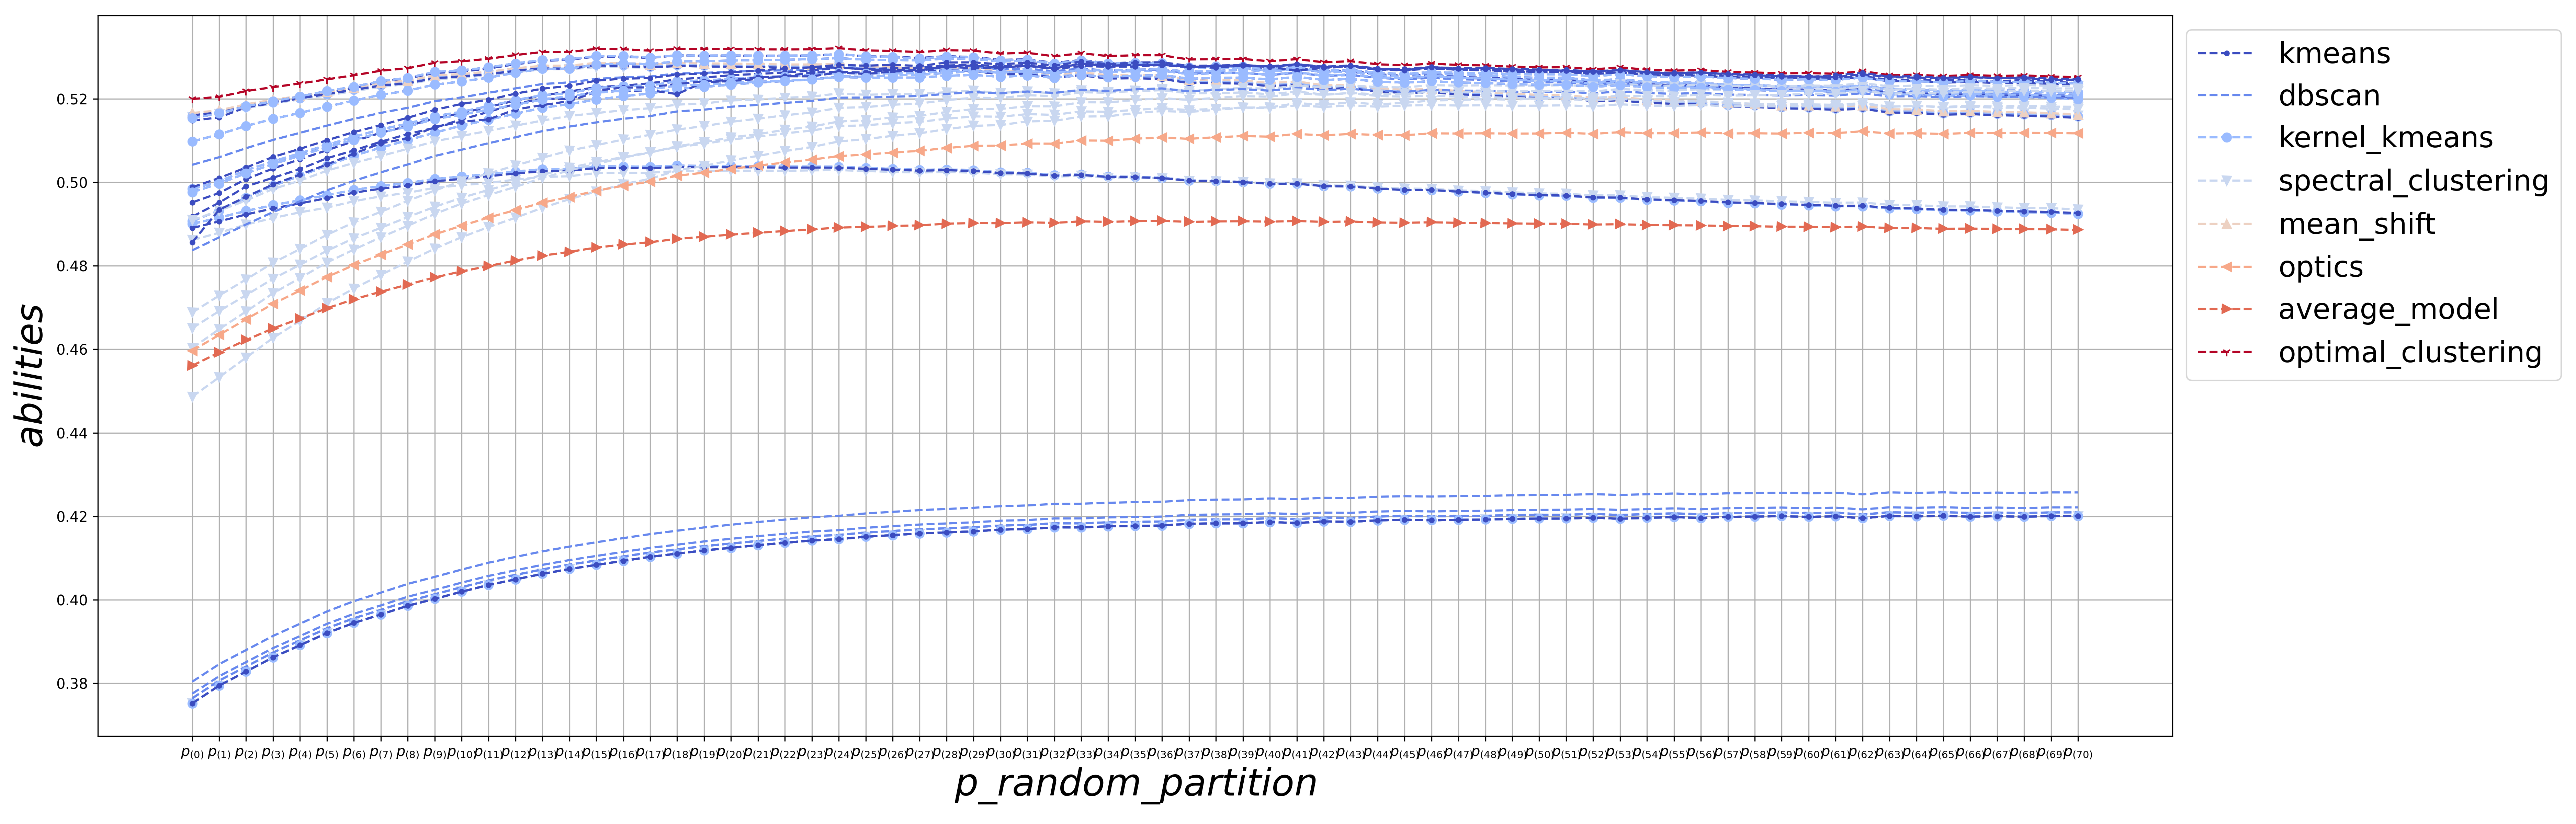 0.52
0.50
0.48
0.46
0.44
0.42
0.40
0.38
abilities
p(0) p(1) p(2) p(3) p(4) p(5) p(6) p(7) p(8) p(9) p(10) p(11) p(12) p(13) p(14) p(15) p(16) p(17) p(18) p(19) p(20) p(21) p(22) p(23) p(24) p(25) p(26) p(27) p(28) p(29) p(30) p(31) p(32) p(33) p(34) p(35) p(36) p(37) p(38) p(39) p(40) p(41) p(42) p(43) p(44) p(45) p(46) p(47) p(48) p(49) p(50) p(51) p(52) p(53) p(54) p(55) p(56) p(57) p(58) p(59) p(60) p(61) p(62) p(63) p(64) p(65) p(66) p(67) p(68) p(69) p(70)
p_random_partition
kmeans
dbscan
kernel_kmeans
spectral_clustering
mean_shift
optics
average_model
optimal_clustering